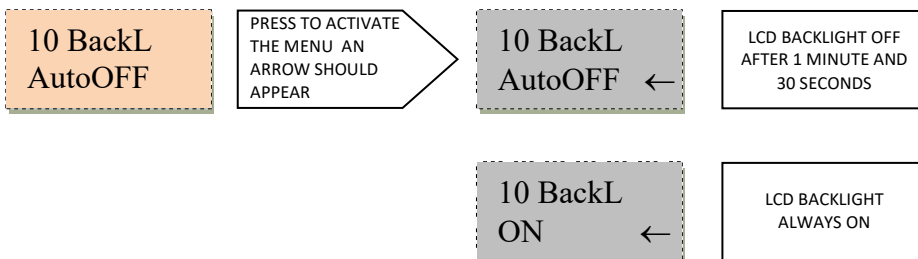 10 BackL
AutoOFF
PRESS TO ACTIVATE
THE MENU AN
ARROW SHOULD
APPEAR
10 BackL
AutoOFF ←
LCD BACKLIGHT OFF
AFTER 1 MINUTE AND
30 SECONDS
10 BackL
ON ←
LCD BACKLIGHT
ALWAYS ON